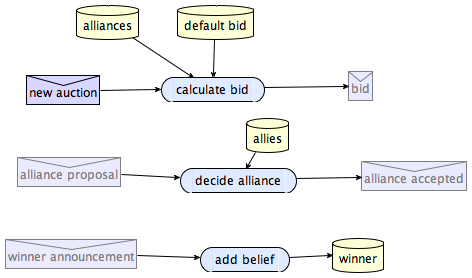 alliances
default bid
new auction
calculate bid
bid
allies
alliance proposal
decide alliance
alliance accepted
winner announcement
add belief
winner